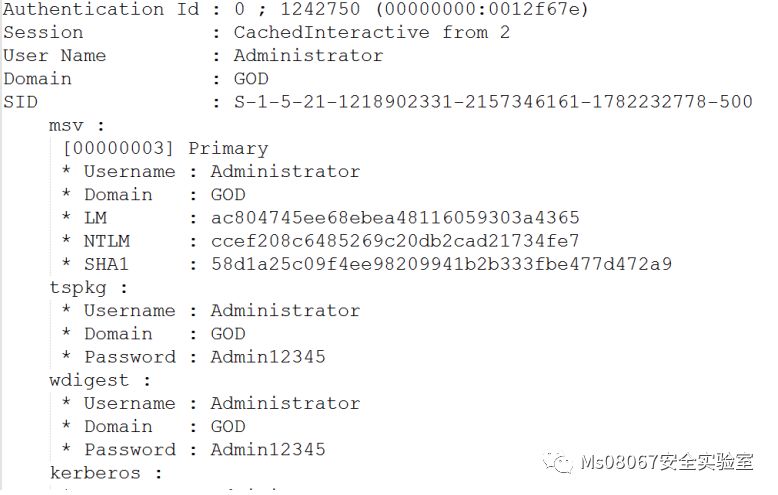 Authentication Id : 0 ; 1242750 (00000000:0012f67e)
Session : CachedInteractive from 2
User Name : Administrator
Domain : GOD
SID : S-1-5-21-1218902331-2157346161-1782232778-500
msv :
[00000003] Primary
* Username : Administrator
* Domain : GOD
* LM : ac804745ee68ebea48116059303a4365
* NTLM : ccef208c6485269c20db2cad21734fe7
* SHA1 : 58d1a25c09f4ee98209941b2b333fbe477d472a9
tspkg :
* Username : Administrator
* Domain : GOD
* Password : Admin12345
wdigest :
* Username : Administrator
* Domain : GOD
* Password : Admin12345
Ms08067安全实验室
kerberos :